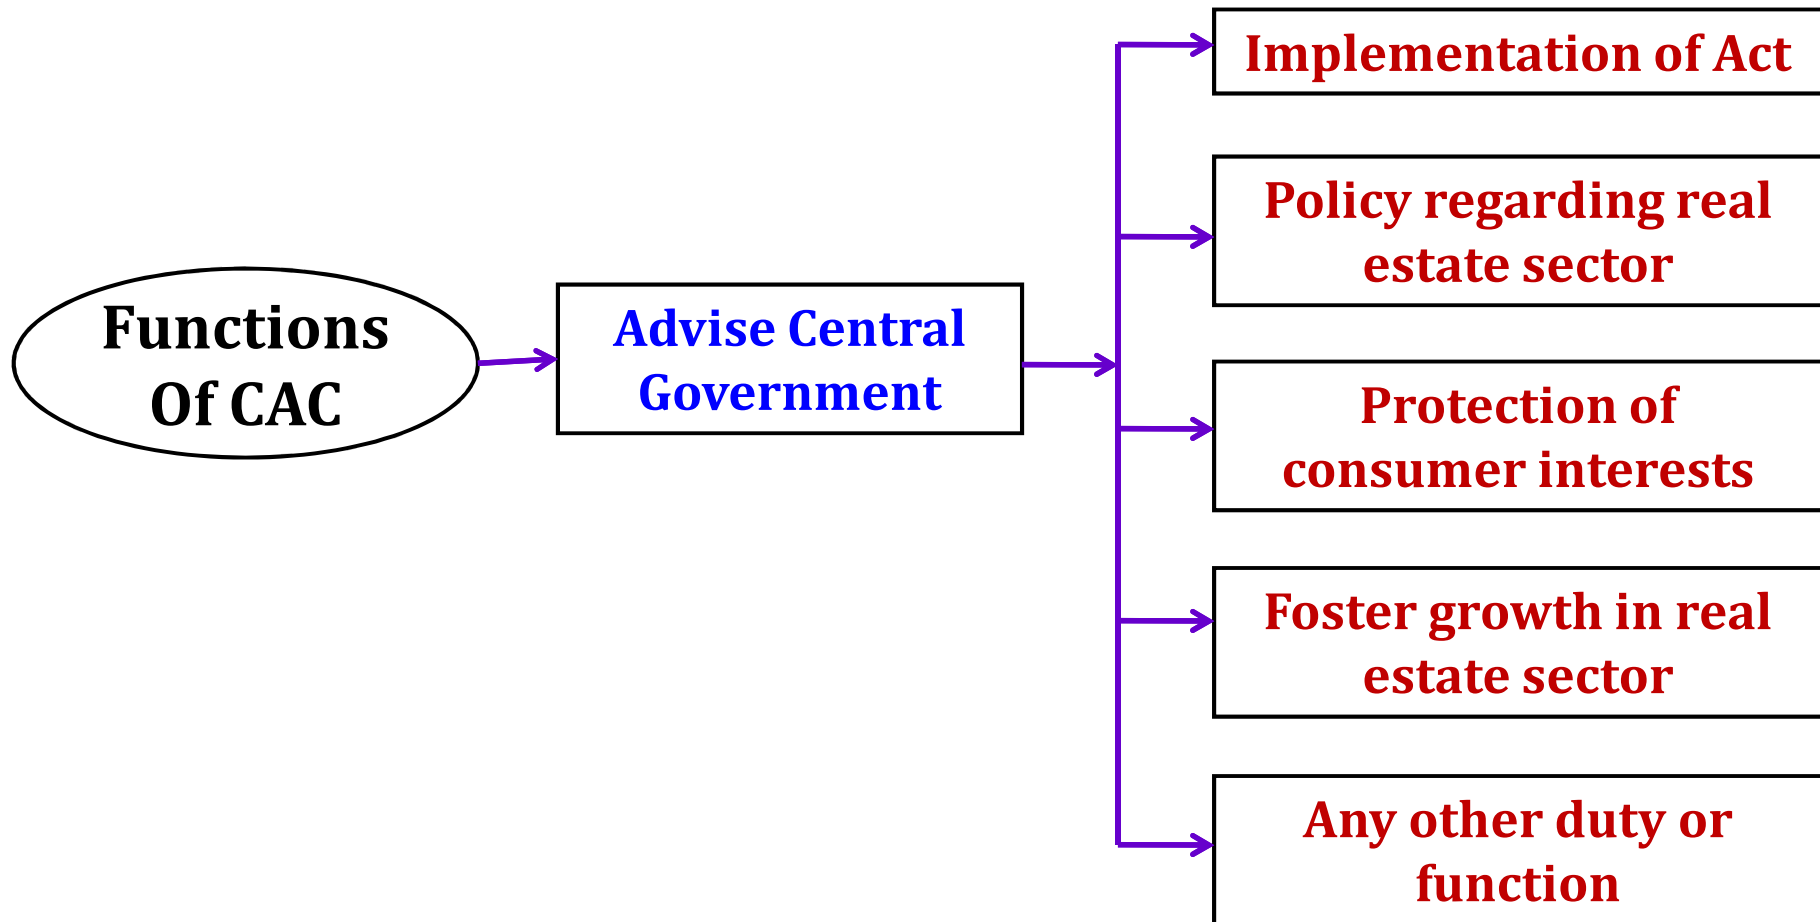 Functions
Of CAC
Advise Central
Government
Implementation of Act
Policy regarding real
estate sector
Protection of
consumer interests
Foster growth in real
estate sector
Any other duty or
function